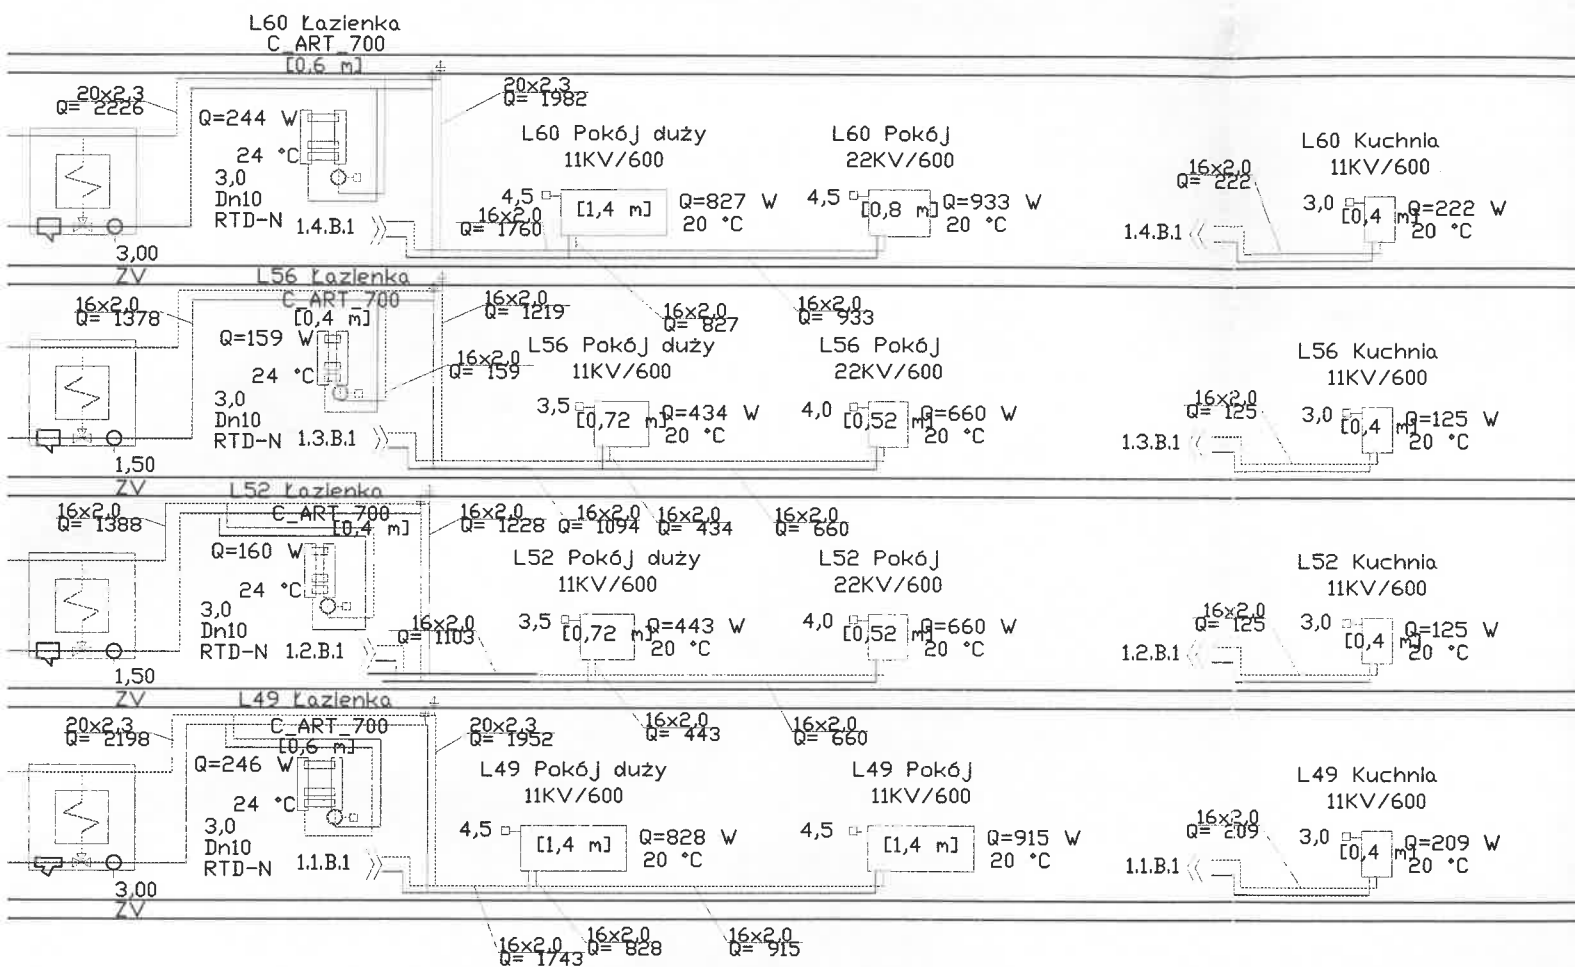 L60 Łazienka
C_ART_700
[0,6 m]
20x2,3
Q= 2226
20x2,3
Q= 1982
Q=244 W
24 °C
3,0
Dn10
RTD-N
1.4.B.1
3,00
ZV
L60 Pokój duży
11KV/600
4,5
[1,4 m]
Q=827 W
20 °C
16x2,0
Q= 1760
L60 Pokój
22KV/600
4,5
[0,8 m]
Q=933 W
20 °C
16x2,0
Q= 222
L60 Kuchnia
11KV/600
3,0
[0,4 m]
Q=222 W
20 °C
1.4.B.1
16x2,0
Q= 827
16x2,0
Q= 933
L56 Łazienka
C_ART_700
[0,4 m]
16x2,0
Q= 1378
16x2,0
Q= 1219
Q=159 W
24 °C
16x2,0
Q= 159
3,0
Dn10
RTD-N
1.3.B.1
1,50
ZV
L56 Pokój duży
11KV/600
3,5
[0,72 m]
Q=434 W
20 °C
L56 Pokój
22KV/600
4,0
[0,52 m]
Q=660 W
20 °C
16x2,0
Q= 125
L56 Kuchnia
11KV/600
3,0
[0,4 m]
Q=125 W
20 °C
1.3.B.1
L52 Łazienka
C_ART_700
[0,4 m]
16x2,0
Q= 1388
16x2,0
Q= 1228
16x2,0
Q= 1094
16x2,0
Q= 434
16x2,0
Q= 660
Q=160 W
24 °C
3,0
Dn10
RTD-N
1.2.B.1
1,50
ZV
16x2,0
Q= 1103
L52 Pokój duży
11KV/600
3,5
[0,72 m]
Q=443 W
20 °C
L52 Pokój
22KV/600
4,0
[0,52 m]
Q=660 W
20 °C
16x2,0
Q= 125
L52 Kuchnia
11KV/600
3,0
[0,4 m]
Q=125 W
20 °C
1.2.B.1
L49 Łazienka
C_ART_700
[0,6 m]
20x2,3
Q= 2198
20x2,3
Q= 1952
16x2,0
Q= 443
16x2,0
Q= 660
Q=246 W
24 °C
3,0
Dn10
RTD-N
1.1.B.1
3,00
ZV
L49 Pokój duży
11KV/600
4,5
[1,4 m]
Q=828 W
20 °C
L49 Pokój
11KV/600
4,5
[1,4 m]
Q=915 W
20 °C
16x2,0
Q= 209
L49 Kuchnia
11KV/600
3,0
[0,4 m]
Q=209 W
20 °C
1.1.B.1
16x2,0
Q= 1743
16x2,0
Q= 828
16x2,0
Q= 915